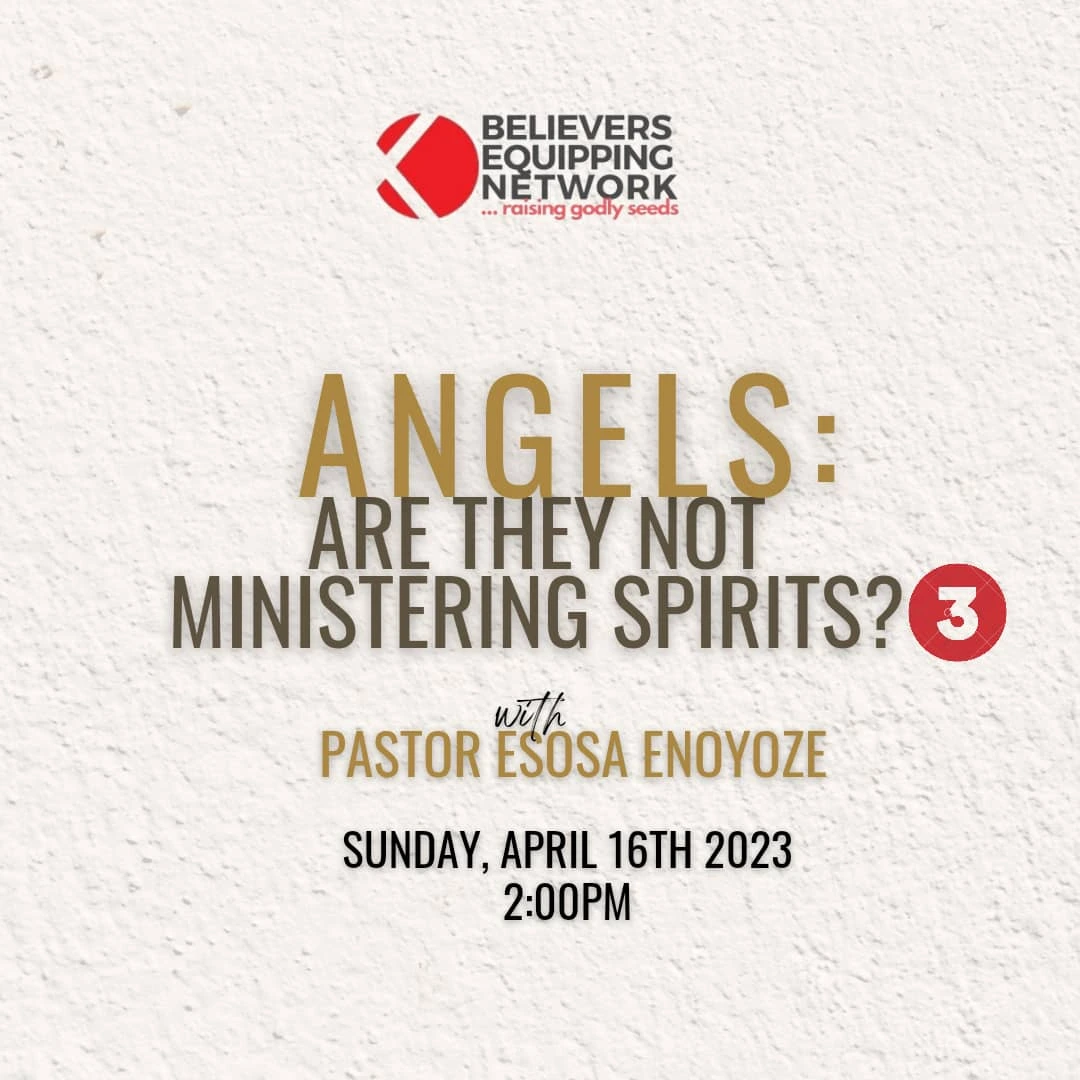 BELIEVERS
EQUIPPING
NETWORK
... raising godly seeds
ANGELS:
ARE THEY NOT
MINISTERING SPIRITS? 3
with
PASTOR ESOSA ENOYOZE
SUNDAY, APRIL 16TH 2023
2:00PM